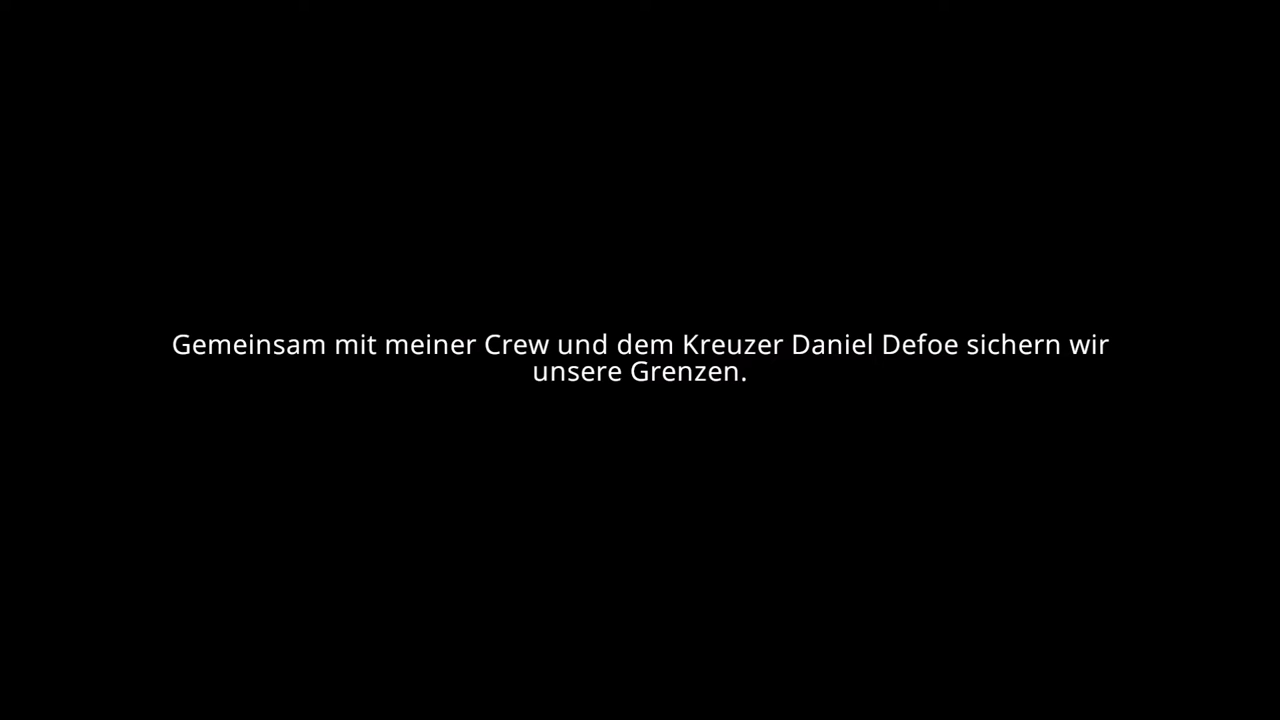 Gemeinsam mit meiner Crew und dem Kreuzer Daniel Defoe sichern wir
unsere Grenzen.